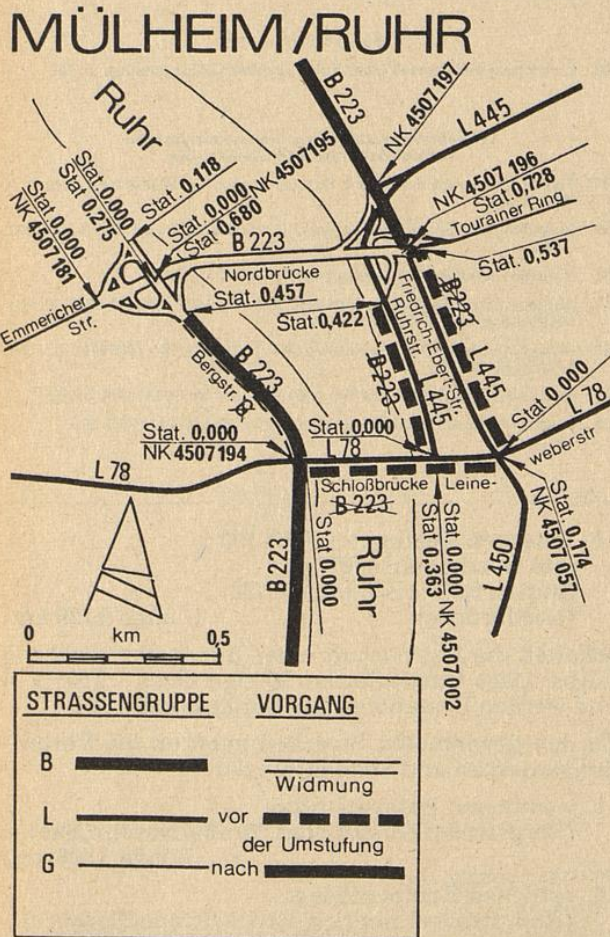 MÜLHEIM/RUHR
Ruhr
B 223
NK 4507197
L 445
Stat. 0,118
Stat. 0,000
NK 4507195
Stat. 0,000
Stat 0,275
Stat 0,680
Stat. 0,000
NK 4507181
NK 4507 196
Stat. 0,728
Tourainer Ring
B 223
Stat. 0,537
Nordbrücke
Stat. 0,457
Stat. 0,422
Emmericher
Str.
Bergstr.
B 223
B 223
Ruhrstr.
L 445
Friedrich-Ebert-Str.
B 223
L 445
Stat 0 000
L 78
Stat. 0,000
NK 4507194
Stat. 0,000
L 78
weberstr
L 78
Schloßbrücke
Leine-
B 223
B 223
Stat 0.000
Ruhr
Stat. 0.000
Stat 0,363
NK 4507 002
L 450
Stat. 0,174
NK 4507 057
0
km
0,5
STRASSENGRUPPE VORGANG
B
Widmung
L
vor
der Umstufung
G
nach